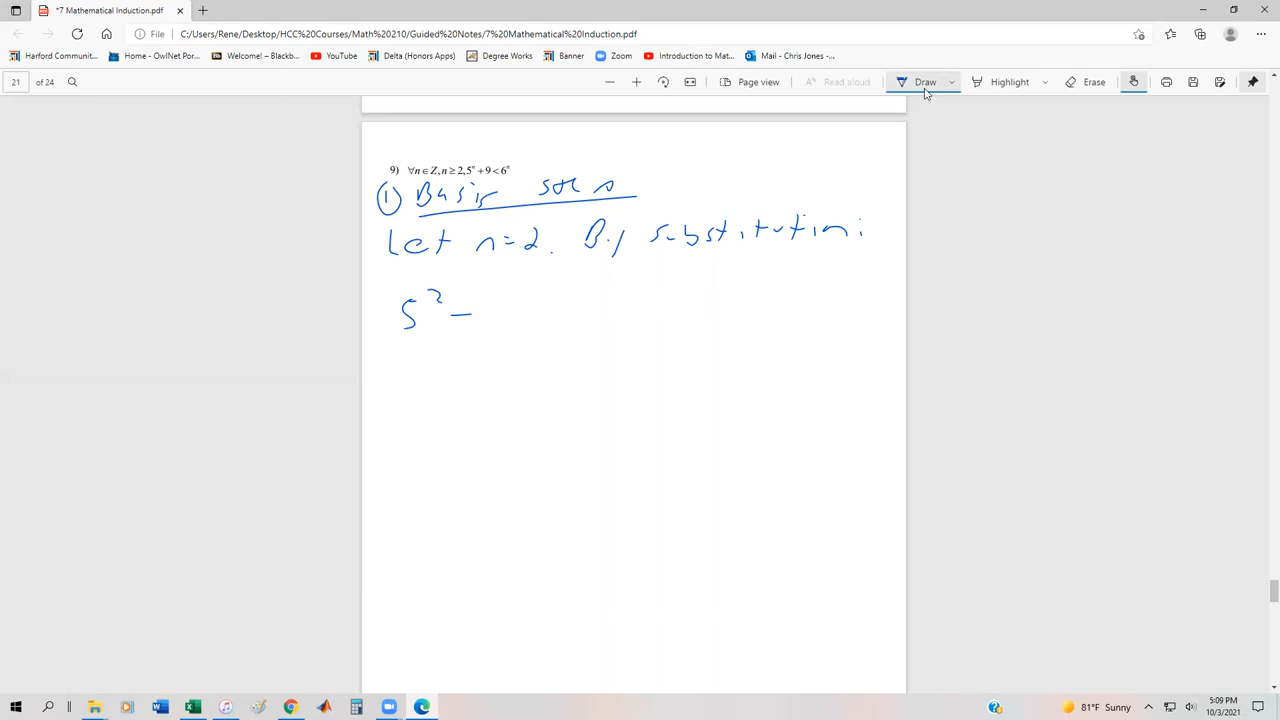 *7 Mathematical Induction.pdf
File C:/Users/Rene/Desktop/HCC%20Courses/Math%20210/Guided%20Notes/7%20Mathematical%20Induction.pdf
Harford Communit... Home - OwlNet Por... Welcome! – Blackb... YouTube Delta (Honors Apps) Degree Works Banner Zoom Introduction to Mat... Mail - Chris Jones -...
21 of 24 Page view Read aloud Draw Highlight Erase
9) ∀n∈Z, n≥2, 5ⁿ+9<6ⁿ
① Basis step
Let n=2. By substitution:
5² –
81°F Sunny 5:09 PM
10/3/2021